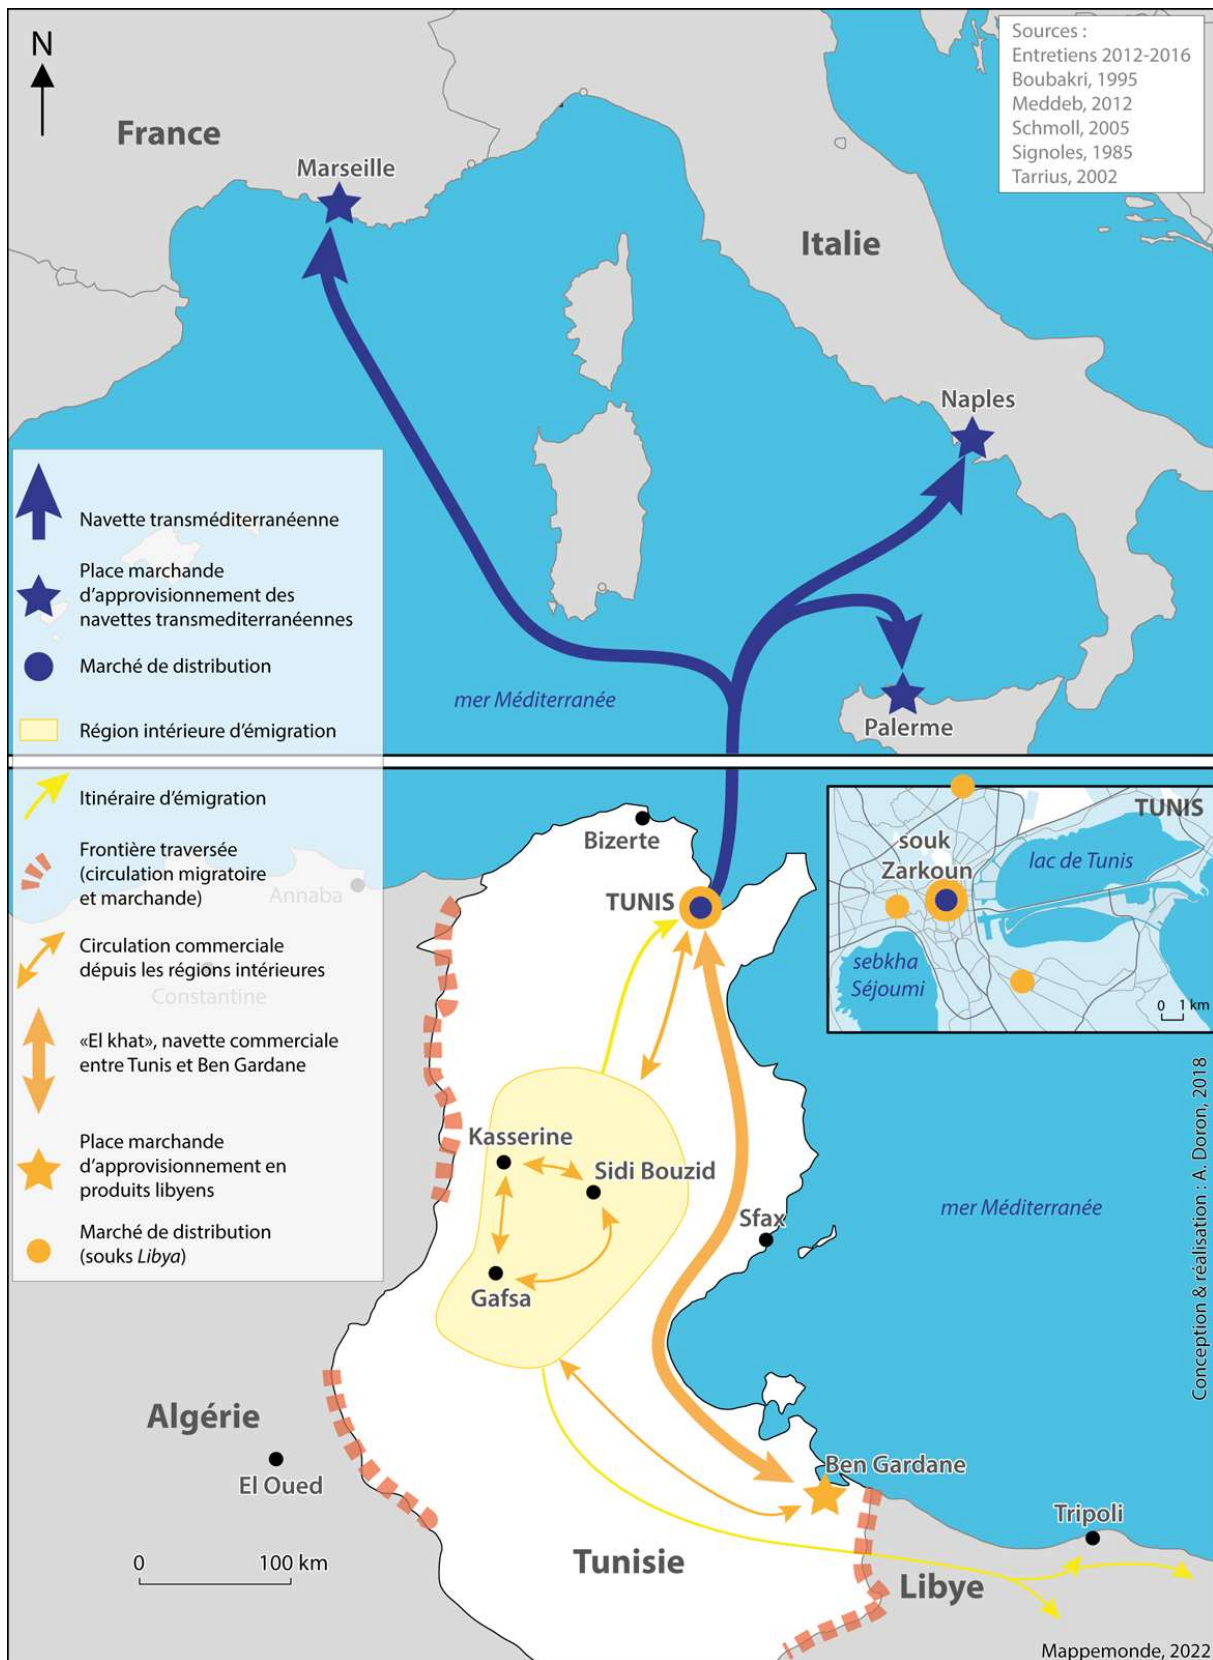 N
Sources :
Entretiens 2012-2016
Boubakri, 1995
Meddeb, 2012
Schmoll, 2005
Signoles, 1985
Tarrius, 2002
France
Marseille
Italie
Naples
Navette transméditerranéenne
Place marchande
d'approvisionnement des
navettes transmediterranéennes
Marché de distribution
mer Méditerranée
Palerme
Région intérieure d'émigration
Itinéraire d'émigration
Frontière traversée
(circulation migratoire
et marchande)
Annaba
Circulation commerciale
dépuis les régions intérieures
Constantine
«El khat», navette commerciale
entre Tunis et Ben Gardane
Place marchande
d'approvisionnement en
produits libyens
Marché de distribution
(souks Libya)
Bizerte
TUNIS
TUNIS
souk
Zarkoun
lac de Tunis
sebkha
Séjoumi
0 1 km
Kasserine
Sidi Bouzid
Gafsa
Sfax
mer Méditerranée
Conception & réalisation : A. Doron, 2018
Algérie
El Oued
Ben Gardane
Tripoli
0 100 km
Tunisie
Libye
Mappemonde, 2022